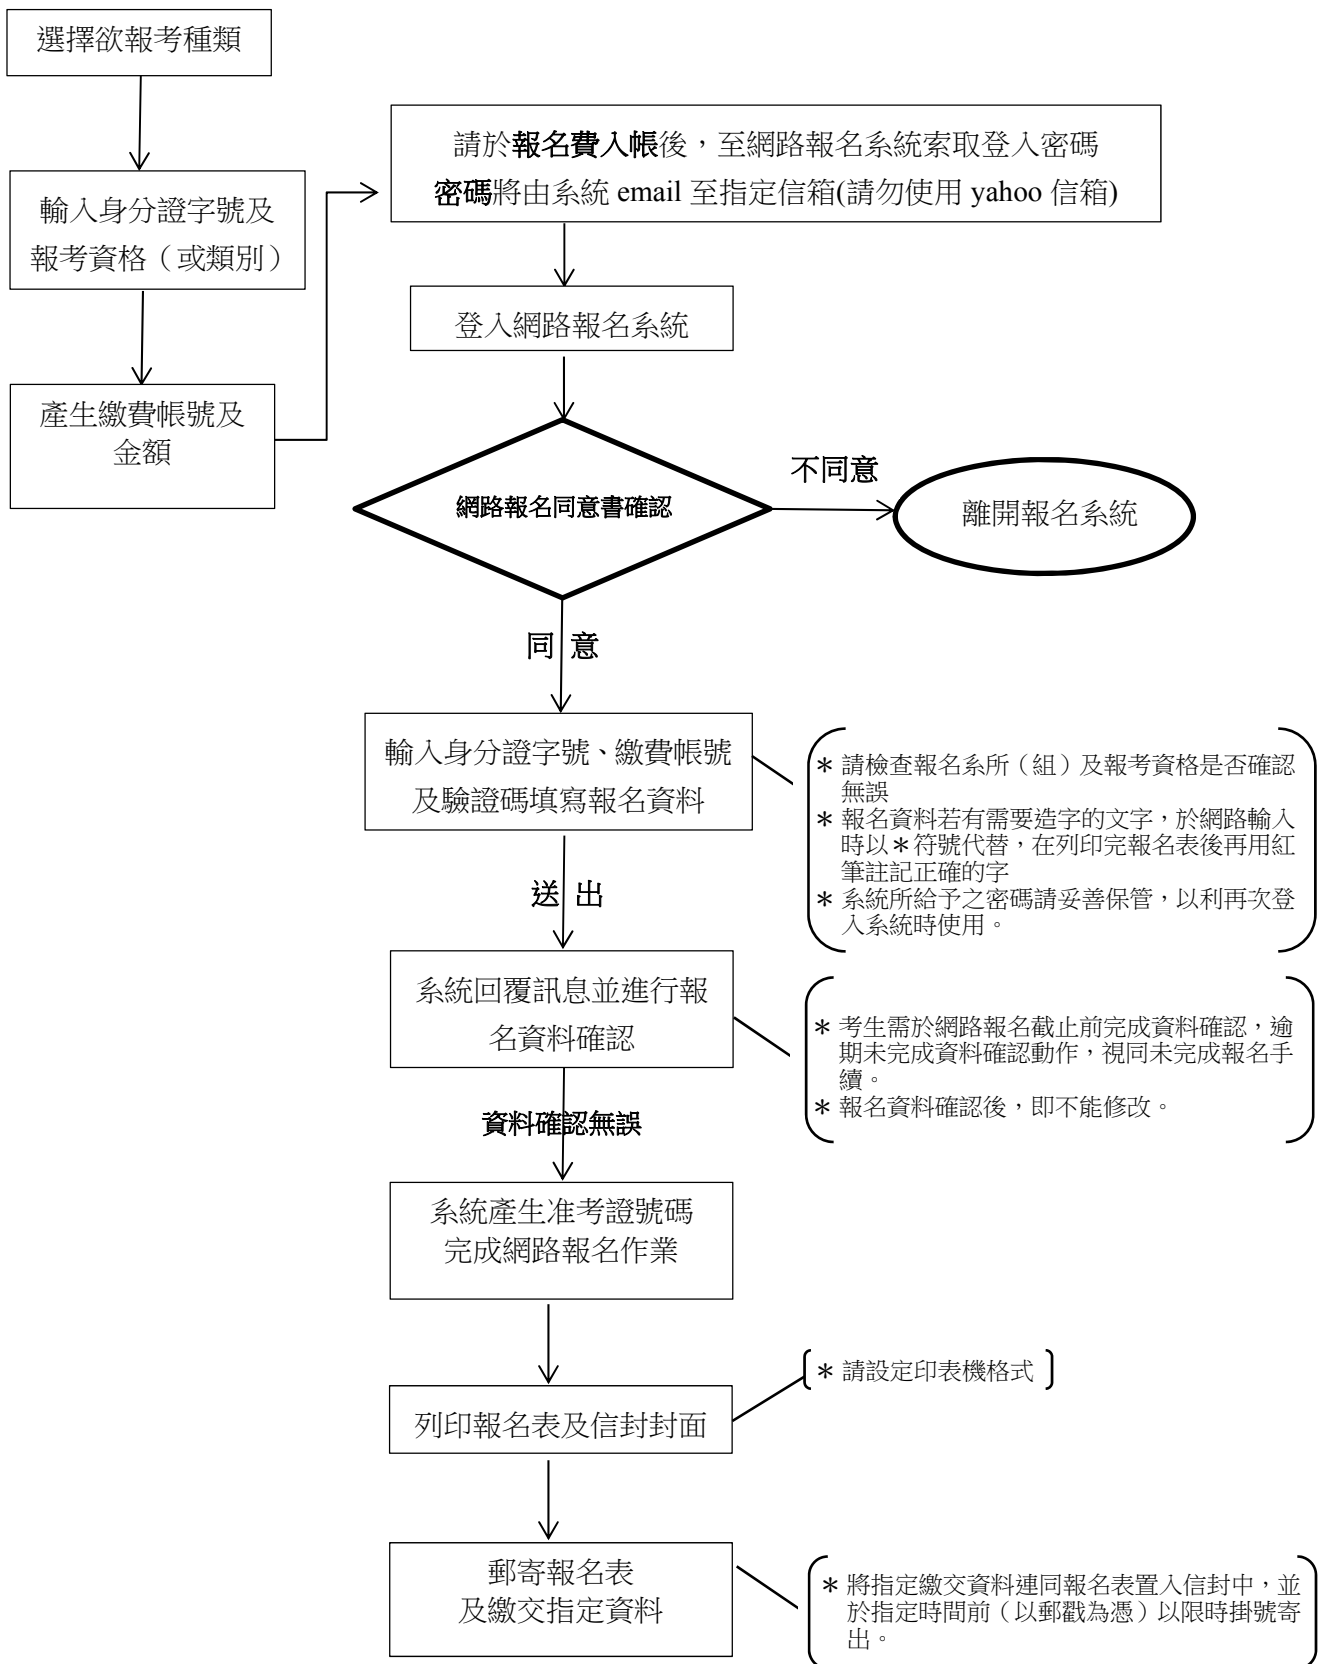 選擇欲報考種類
輸入身分證字號及
報考資格（或類別）
產生繳費帳號及
金額
請於報名費入帳後，至網路報名系統索取登入密碼
密碼將由系統 email 至指定信箱(請勿使用 yahoo 信箱)
登入網路報名系統
網路報名同意書確認
不同意
離開報名系統
同 意
輸入身分證字號、繳費帳號
及驗證碼填寫報名資料
＊請檢查報名系所（組）及報考資格是否確認
無誤
＊報名資料若有需要造字的文字，於網路輸入
時以＊符號代替，在列印完報名表後再用紅
筆註記正確的字
＊系統所給予之密碼請妥善保管，以利再次登
入系統時使用。
送 出
系統回覆訊息並進行報
名資料確認
＊考生需於網路報名截止前完成資料確認，逾
期未完成資料確認動作，視同未完成報名手
續。
＊報名資料確認後，即不能修改。
資料確認無誤
系統產生准考證號碼
完成網路報名作業
＊請設定印表機格式
列印報名表及信封封面
郵寄報名表
及繳交指定資料
＊將指定繳交資料連同報名表置入信封中，並
於指定時間前（以郵戳為憑）以限時掛號寄
出。